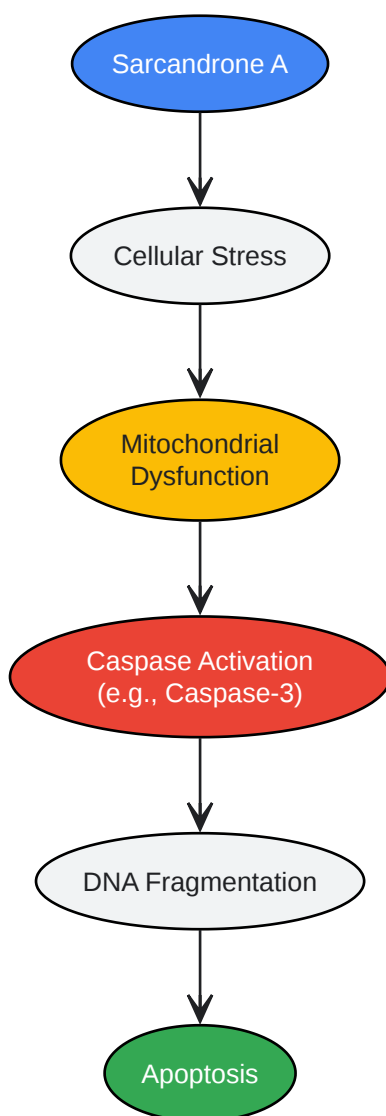 Sarcandrone A
Cellular Stress
Mitochondrial
Dysfunction
Caspase Activation
(e.g., Caspase-3)
DNA Fragmentation
Apoptosis